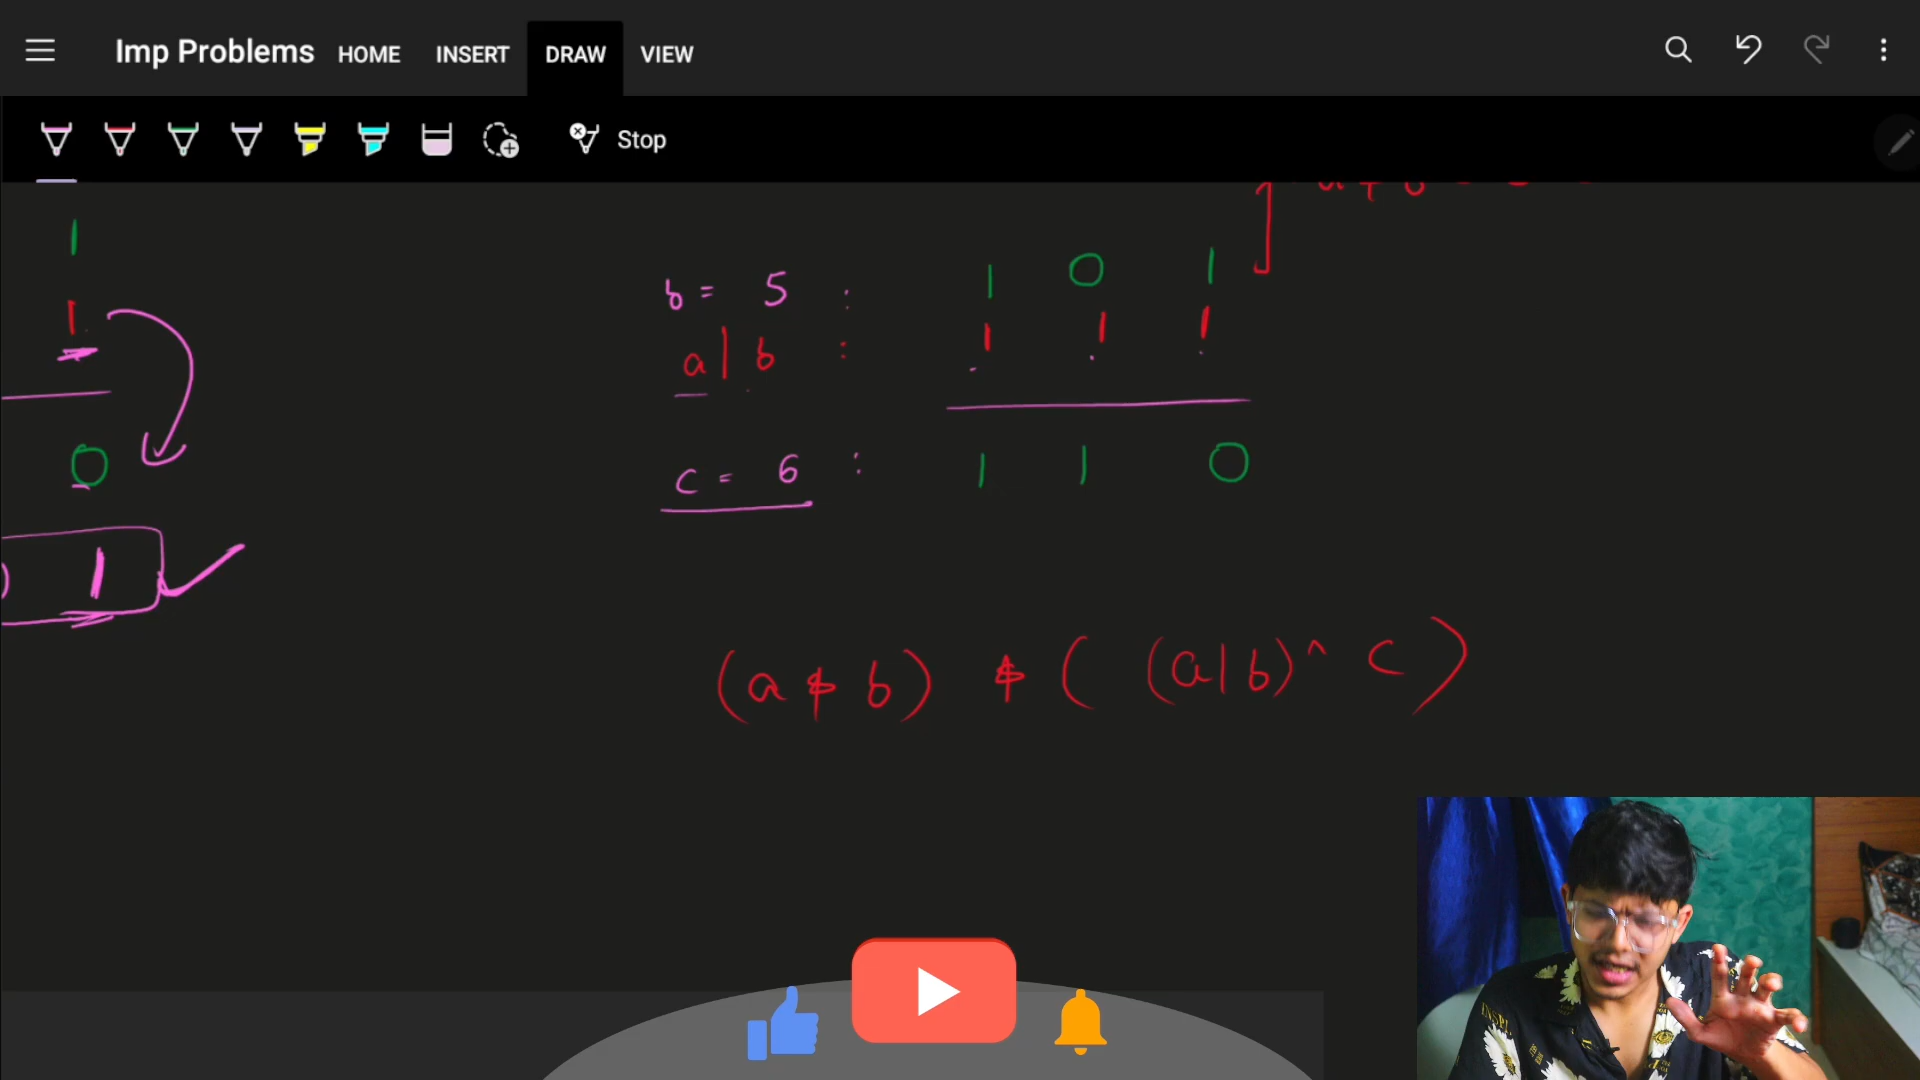 Imp Problems HOME INSERT DRAW VIEW
Stop
1
1
0
1
b = 5 : 1 0 1
a | b : 1 1 1
c = 6 : 1 1 0
(a & b) & ( (a|b)^ c )